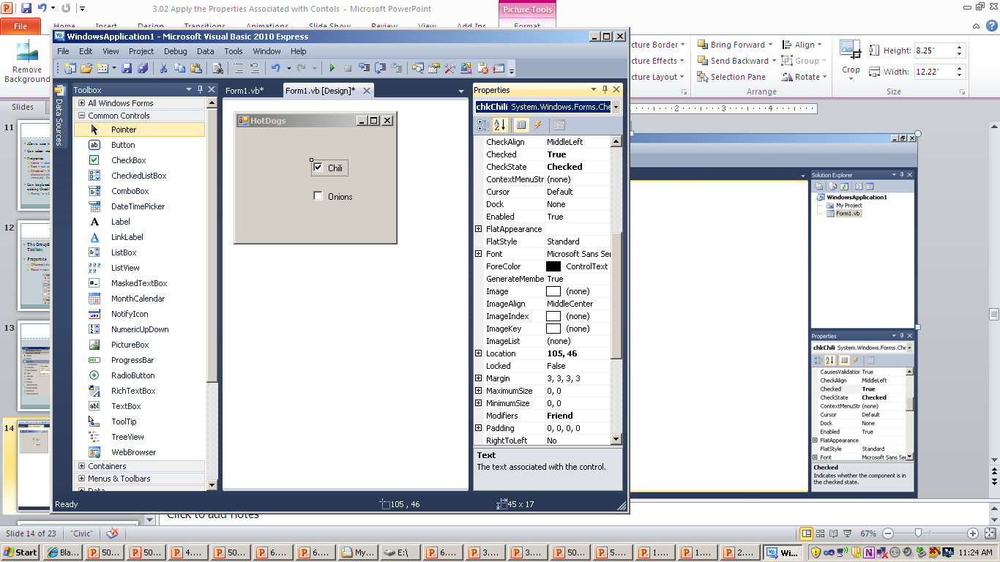 3.02 Apply the Properties Associated with Contols - Microsoft PowerPoint
Picture Tools
File
Home
Insert
Design
Transitions
Animations
Slide Show
Review
View
Add-Ins
Format
Remove
Background
cture Border
cture Effects
cture Layout
Bring Forward
Send Backward
Selection Pane
Align
Group
Rotate
Arrange
Crop
Height: 8.25"
Width: 12.22"
Size
WindowsApplication1 - Microsoft Visual Basic 2010 Express
File Edit View Project Debug Data Tools Window Help
Data Sources
Toolbox
All Windows Forms
Common Controls
Pointer
Button
CheckBox
CheckedListBox
ComboBox
DateTimePicker
Label
LinkLabel
ListBox
ListView
MaskedTextBox
MonthCalendar
NotifyIcon
NumericUpDown
PictureBox
ProgressBar
RadioButton
RichTextBox
TextBox
ToolTip
TreeView
WebBrowser
Containers
Menus & Toolbars
Data
Form1.vb*
Form1.vb [Design]*
HotDogs
Chili
Onions
Properties
chkChili System.Windows.Forms.Che
CheckAlign MiddleLeft
Checked True
CheckState Checked
ContextMenuStr (none)
Cursor Default
Dock None
Enabled True
FlatAppearance
FlatStyle Standard
Font Microsoft Sans Ser
ForeColor ControlText
GenerateMembe True
Image (none)
ImageAlign MiddleCenter
ImageIndex (none)
ImageKey (none)
ImageList (none)
Location 105, 46
Locked False
Margin 3, 3, 3, 3
MaximumSize 0, 0
MinimumSize 0, 0
Modifiers Friend
Padding 0, 0, 0, 0
RightToLeft No
Text
The text associated with the control.
Ready
105 , 46
45 x 17
Slides
11
12
13
14
1 2 3 4
Solution Explorer
WindowsApplication1
My Project
Form1.vb
Properties
chkChili System.Windows.Forms.Che
CausesValidation True
CheckAlign MiddleLeft
Checked True
CheckState Checked
ContextMenuStr (none)
Cursor Default
Dock None
Enabled True
FlatAppearance
FlatStyle Standard
Font Microsoft Sans Ser
Checked
Indicates whether the component is
in the checked state.
Click to add notes
Slide 14 of 23
"Civic"
67%
Start
Bla...
50...
50...
4....
50...
6....
6....
My...
E:\
6....
3....
3....
50...
5....
1....
1....
2....
Wi...
11:24 AM